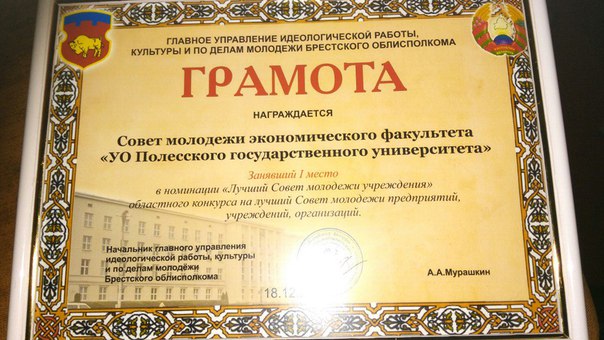 ГЛАВНОЕ УПРАВЛЕНИЕ ИДЕОЛОГИЧЕСКОЙ РАБОТЫ,
КУЛЬТУРЫ И ПО ДЕЛАМ МОЛОДЕЖИ БРЕСТСКОГО ОБЛИСПОЛКОМА
ГРАМОТА
НАГРАЖДАЕТСЯ
Совет молодежи экономического факультета
«УО Полесского государственного университета»
Занявший I место
в номинации «Лучший Совет молодежи учреждения»
областного конкурса на лучший Совет молодежи предприятий,
учреждений, организаций.
Начальник главного управления
идеологической работы, культуры
и по делам молодёжи
Брестского облисполкома
А.А.Мурашкин
18.12